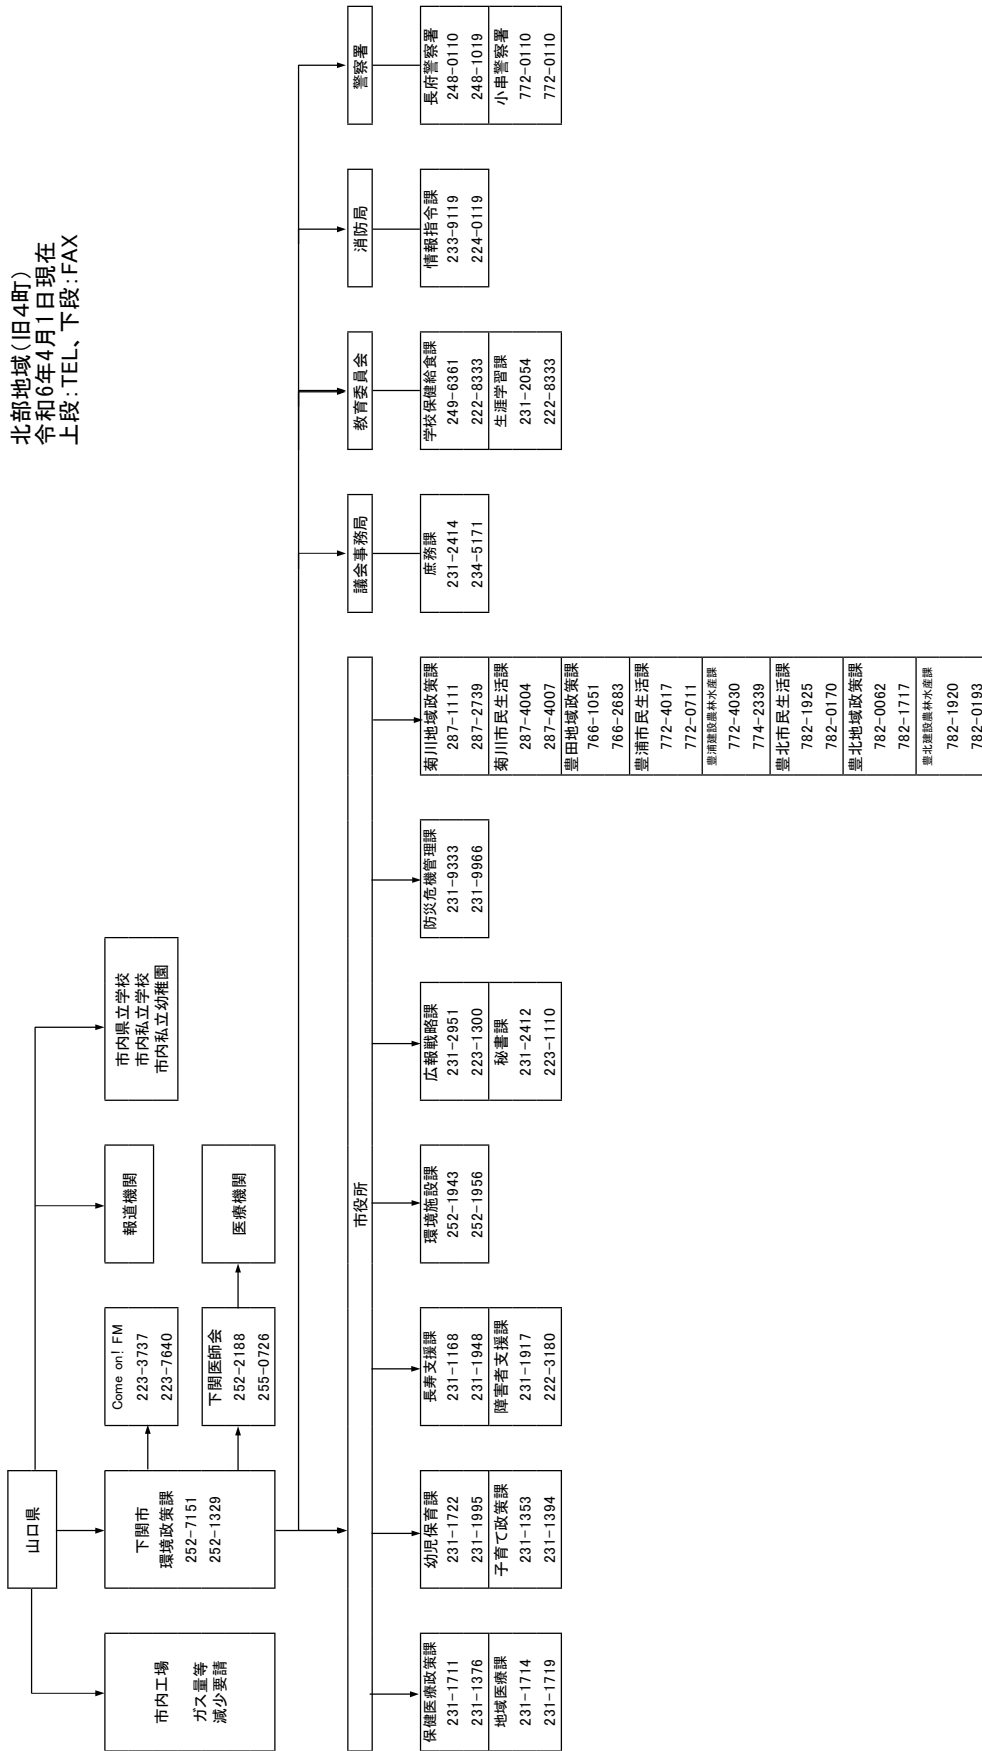 北部地域(旧4町)
令和6年4月1日現在
上段:TEL、下段:FAX
山口県
市内工場
ガス量等
減少要請
下関市
環境政策課
252-7151
252-1329
Come on! FM
223-3737
223-7640
報道機関
市内県立学校
市内私立学校
市内私立幼稚園
下関医師会
252-2188
255-0726
医療機関
市役所
議会事務局
教育委員会
消防局
警察署
保健医療政策課
231-1711
231-1376
地域医療課
231-1714
231-1719
幼児保育課
231-1722
231-1995
子育て政策課
231-1353
231-1394
長寿支援課
231-1168
231-1948
障害者支援課
231-1917
222-3180
環境施設課
252-1943
252-1956
広報戦略課
231-2951
223-1300
秘書課
231-2412
223-1110
防災危機管理課
231-9333
231-9966
菊川地域政策課
287-1111
287-2739
菊川市民生活課
287-4004
287-4007
豊田地域政策課
766-1051
766-2683
豊浦市民生活課
772-4017
772-0711
豊浦建設農林水産課
772-4030
774-2339
豊北市民生活課
782-1925
782-0170
豊北地域政策課
782-0062
782-1717
豊北建設農林水産課
782-1920
782-0193
庶務課
231-2414
234-5171
学校保健給食課
249-6361
222-8333
生涯学習課
231-2054
222-8333
情報指令課
233-9119
224-0119
長府警察署
248-0110
248-1019
小串警察署
772-0110
772-0110